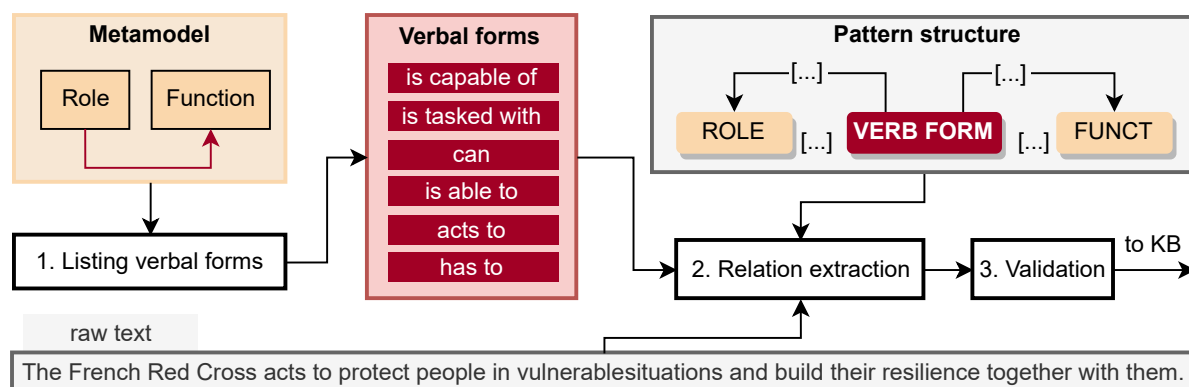 Metamodel
Role
Function
Verbal forms
is capable of
is tasked with
can
is able to
acts to
has to
Pattern structure
[...]
[...]
ROLE
[...]
VERB FORM
[...]
FUNCT
1. Listing verbal forms
2. Relation extraction
3. Validation
to KB
raw text
The French Red Cross acts to protect people in vulnerablesituations and build their resilience together with them.